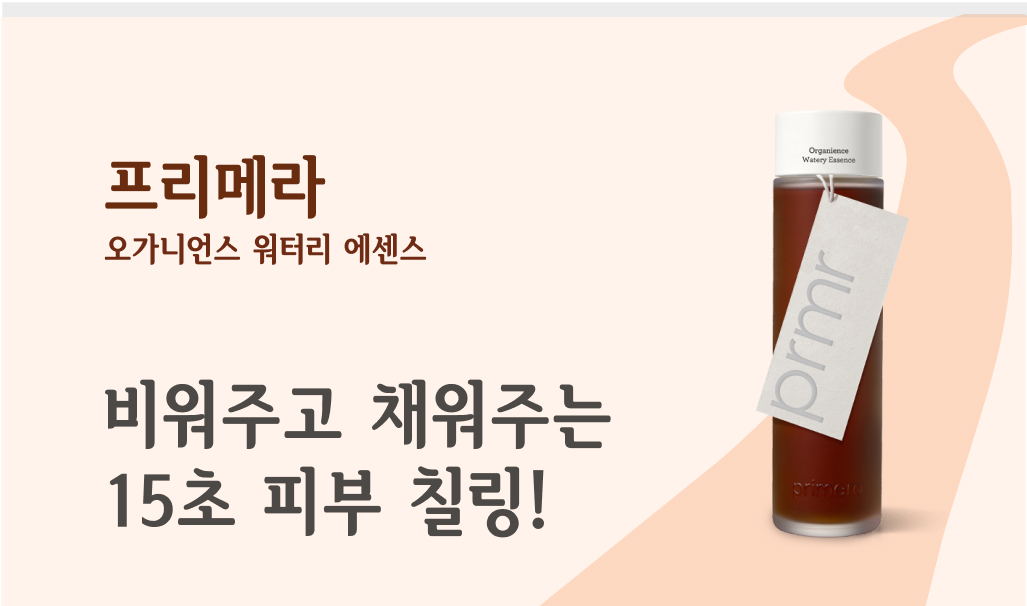 프리메라
오가니언스 워터리 에센스
비워주고 채워주는
15초 피부 칠링!
Organience
Watery Essence
prmr
primera